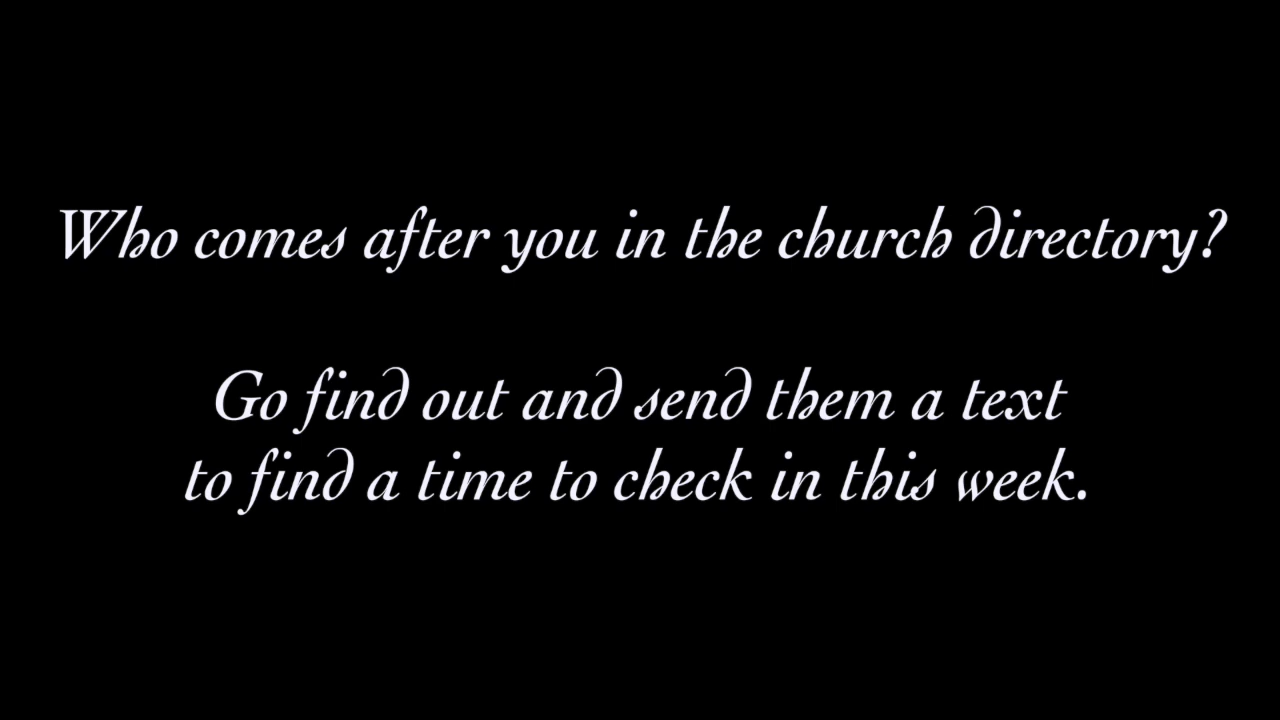 Who comes after you in the church directory?
Go find out and send them a text
to find a time to check in this week.